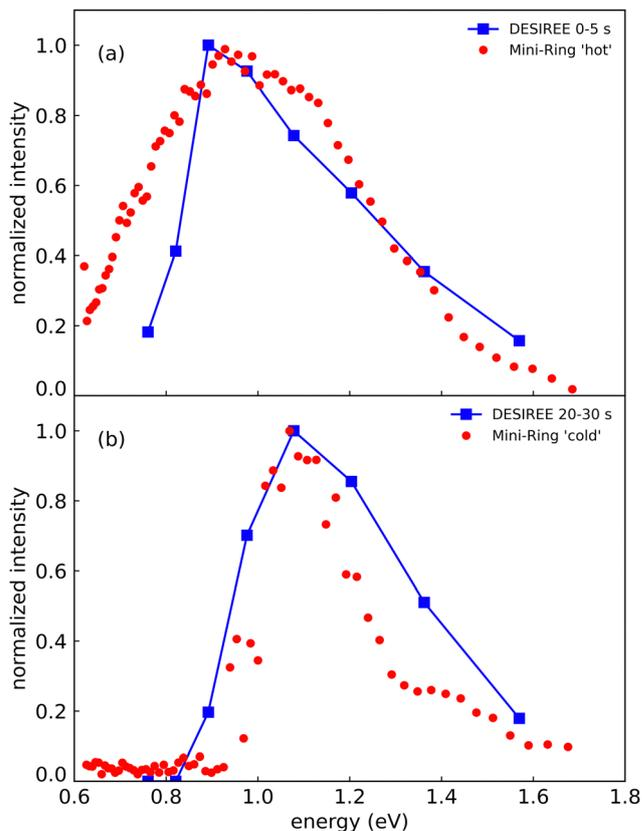 (a)
DESIREE 0-5 s
Mini-Ring 'hot'
normalized intensity
1.0
0.8
0.6
0.4
0.2
0.0
(b)
DESIREE 20-30 s
Mini-Ring 'cold'
normalized intensity
1.0
0.8
0.6
0.4
0.2
0.0
0.6 0.8 1.0 1.2 1.4 1.6 1.8
energy (eV)